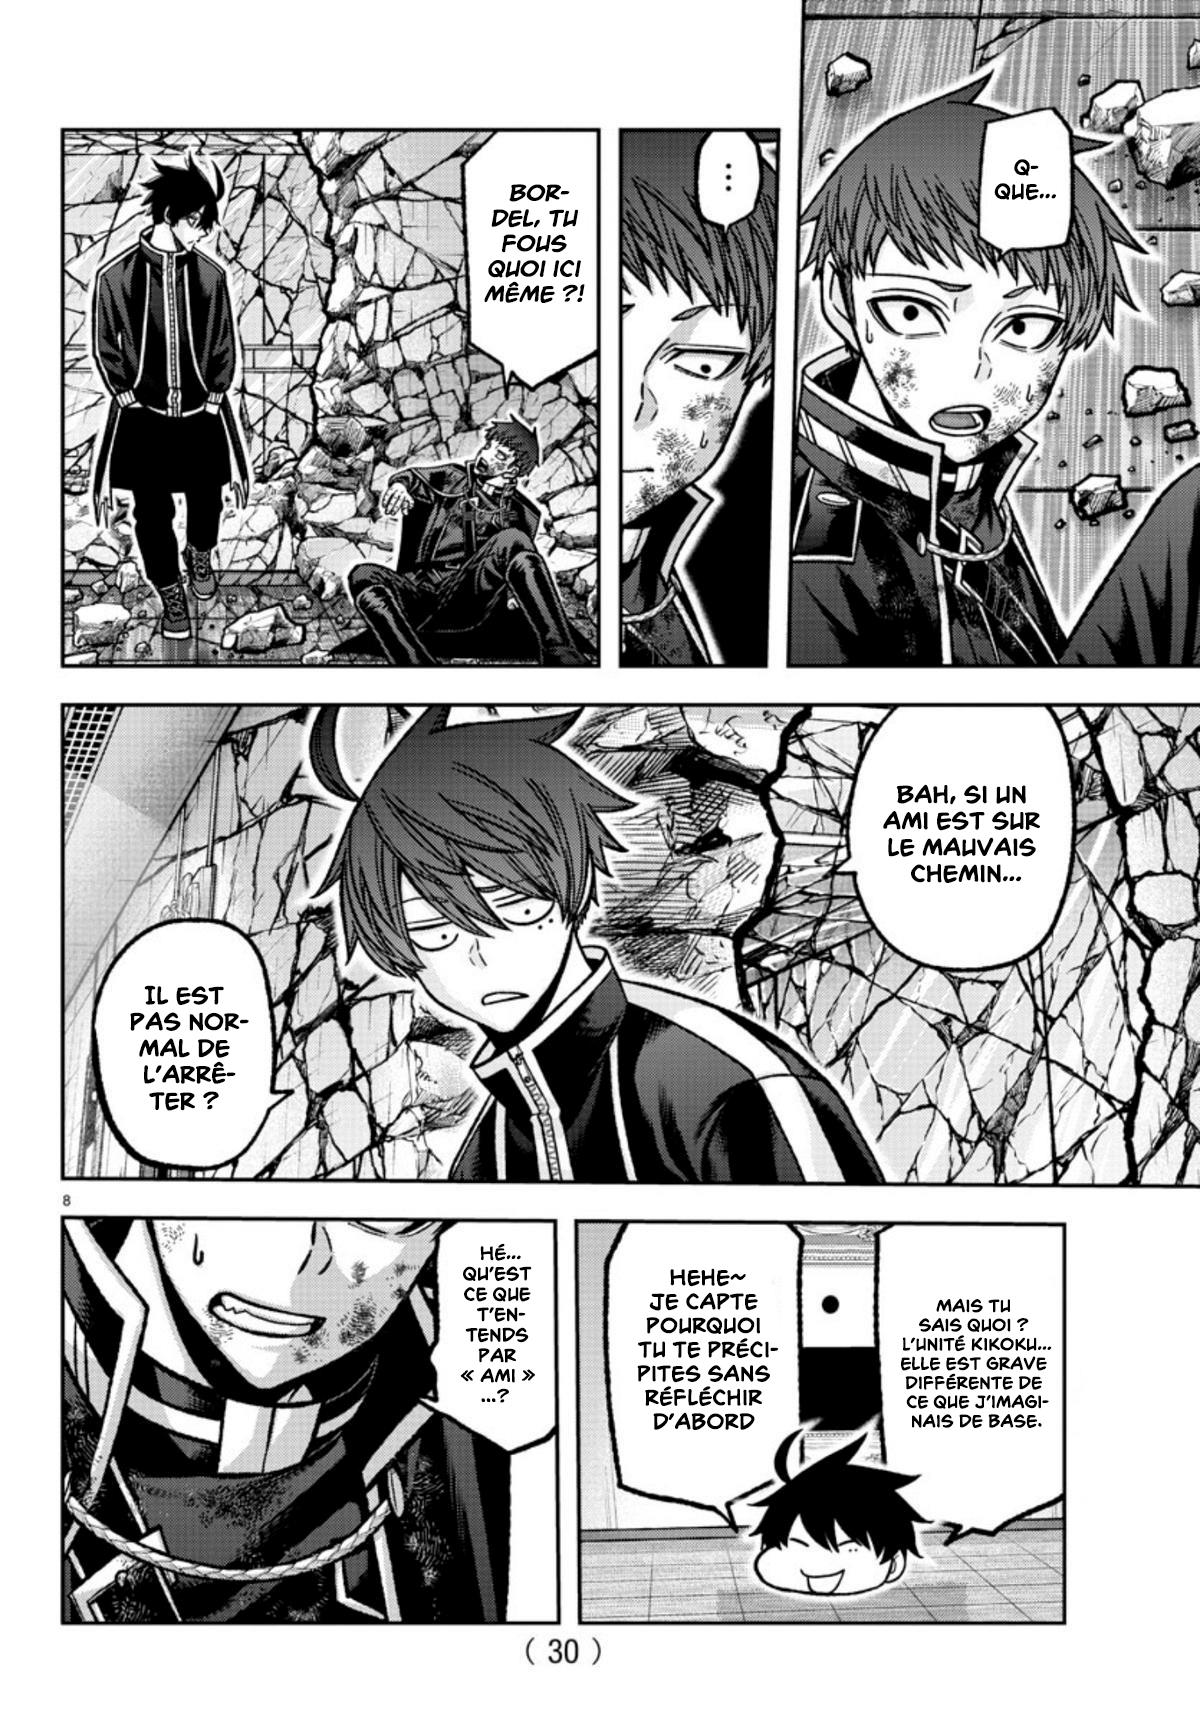 Q-
QUE...
...
BOR-
DEL, TU
FOUS
QUOI ICI
MÊME ?!
BAH, SI UN
AMI EST SUR
LE MAUVAIS
CHEMIN...
IL EST
PAS NOR-
MAL DE
L'ARRÊ-
TER ?
8
MAIS TU
SAIS QUOI ?
L'UNITÉ KIKOKU...
ELLE EST GRAVE
DIFFÉRENTE DE
CE QUE J'IMAGI-
NAIS DE BASE.
HEHE~
JE CAPTE
POURQUOI
TU TE PRÉCI-
PITES SANS
RÉFLÉCHIR
D'ABORD
HÉ...
QU'EST
CE QUE
T'EN-
TENDS
PAR
« AMI »
...?
( 30 )